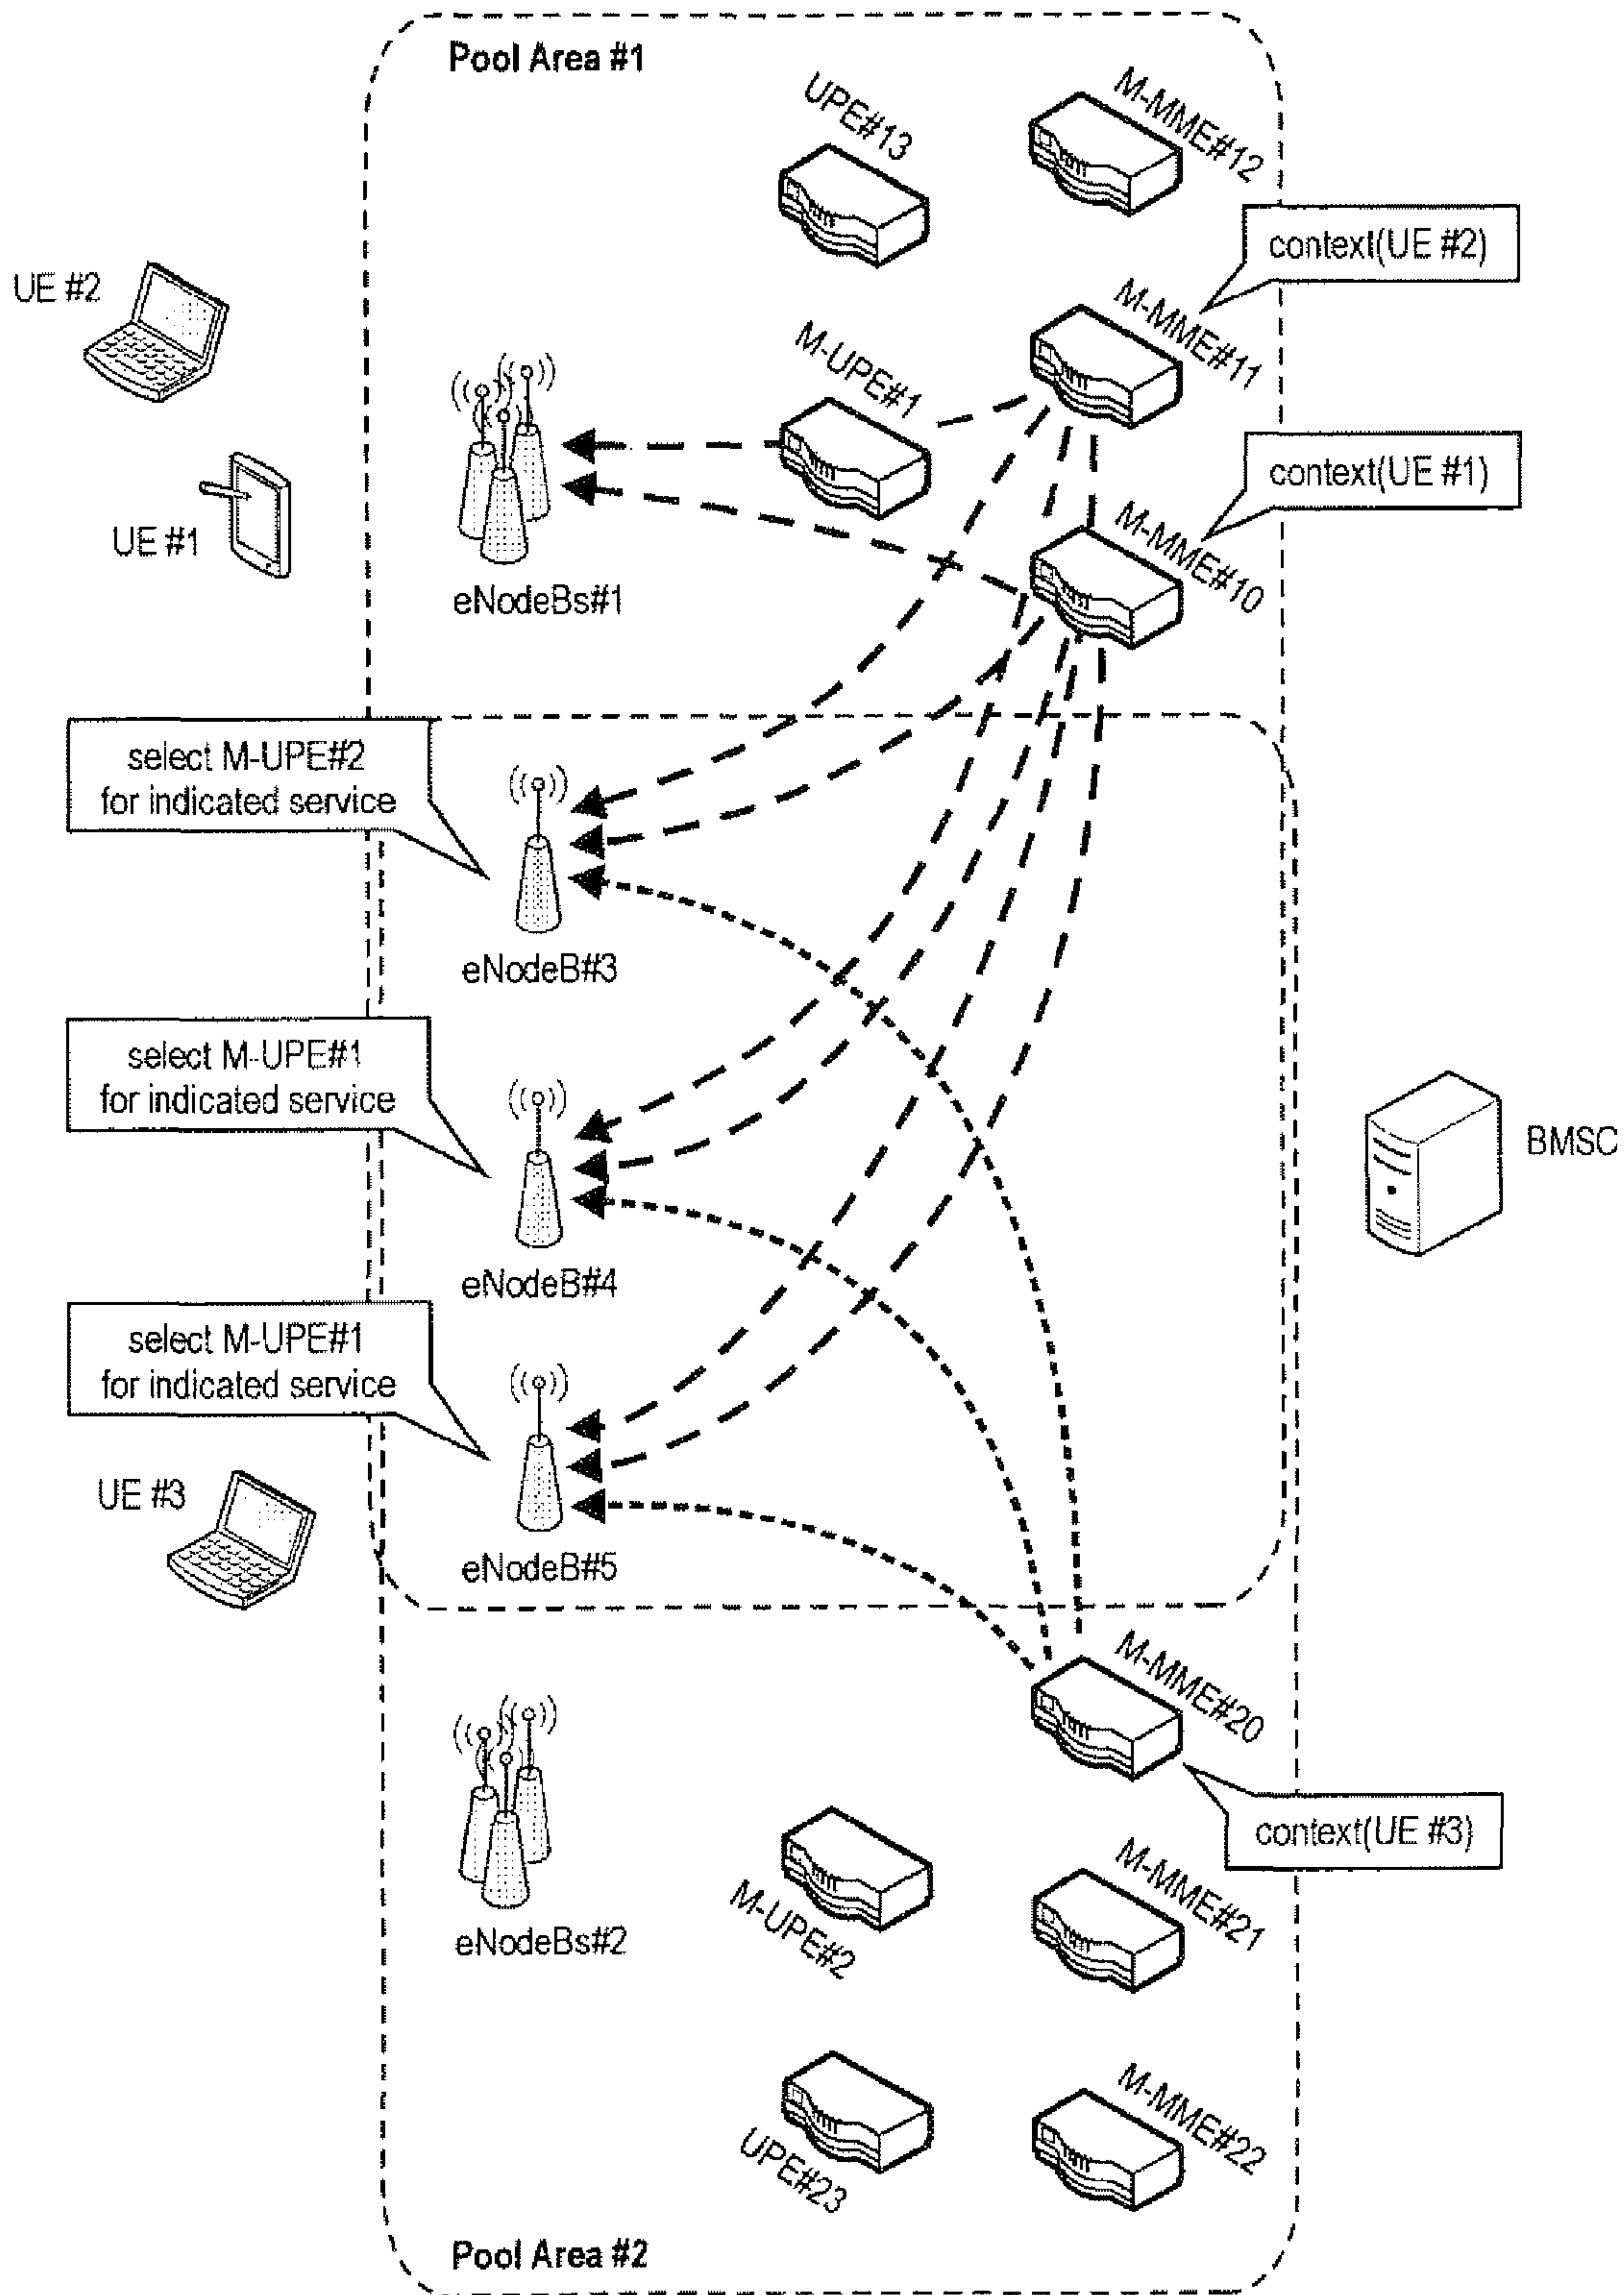 Pool Area #1
UPE#13
M-MME#12
context(UE #2)
UE #2
M-MME#11
M-UPE#1
context(UE #1)
UE #1
M-MME#10
eNodeBs#1
select M-UPE#2
for indicated service
eNodeB#3
select M-UPE#1
for indicated service
BMSC
eNodeB#4
select M-UPE#1
for indicated service
UE #3
eNodeB#5
M-MME#20
context(UE #3)
M-UPE#2
M-MME#21
eNodeBs#2
UPE#23
M-MME#22
Pool Area #2